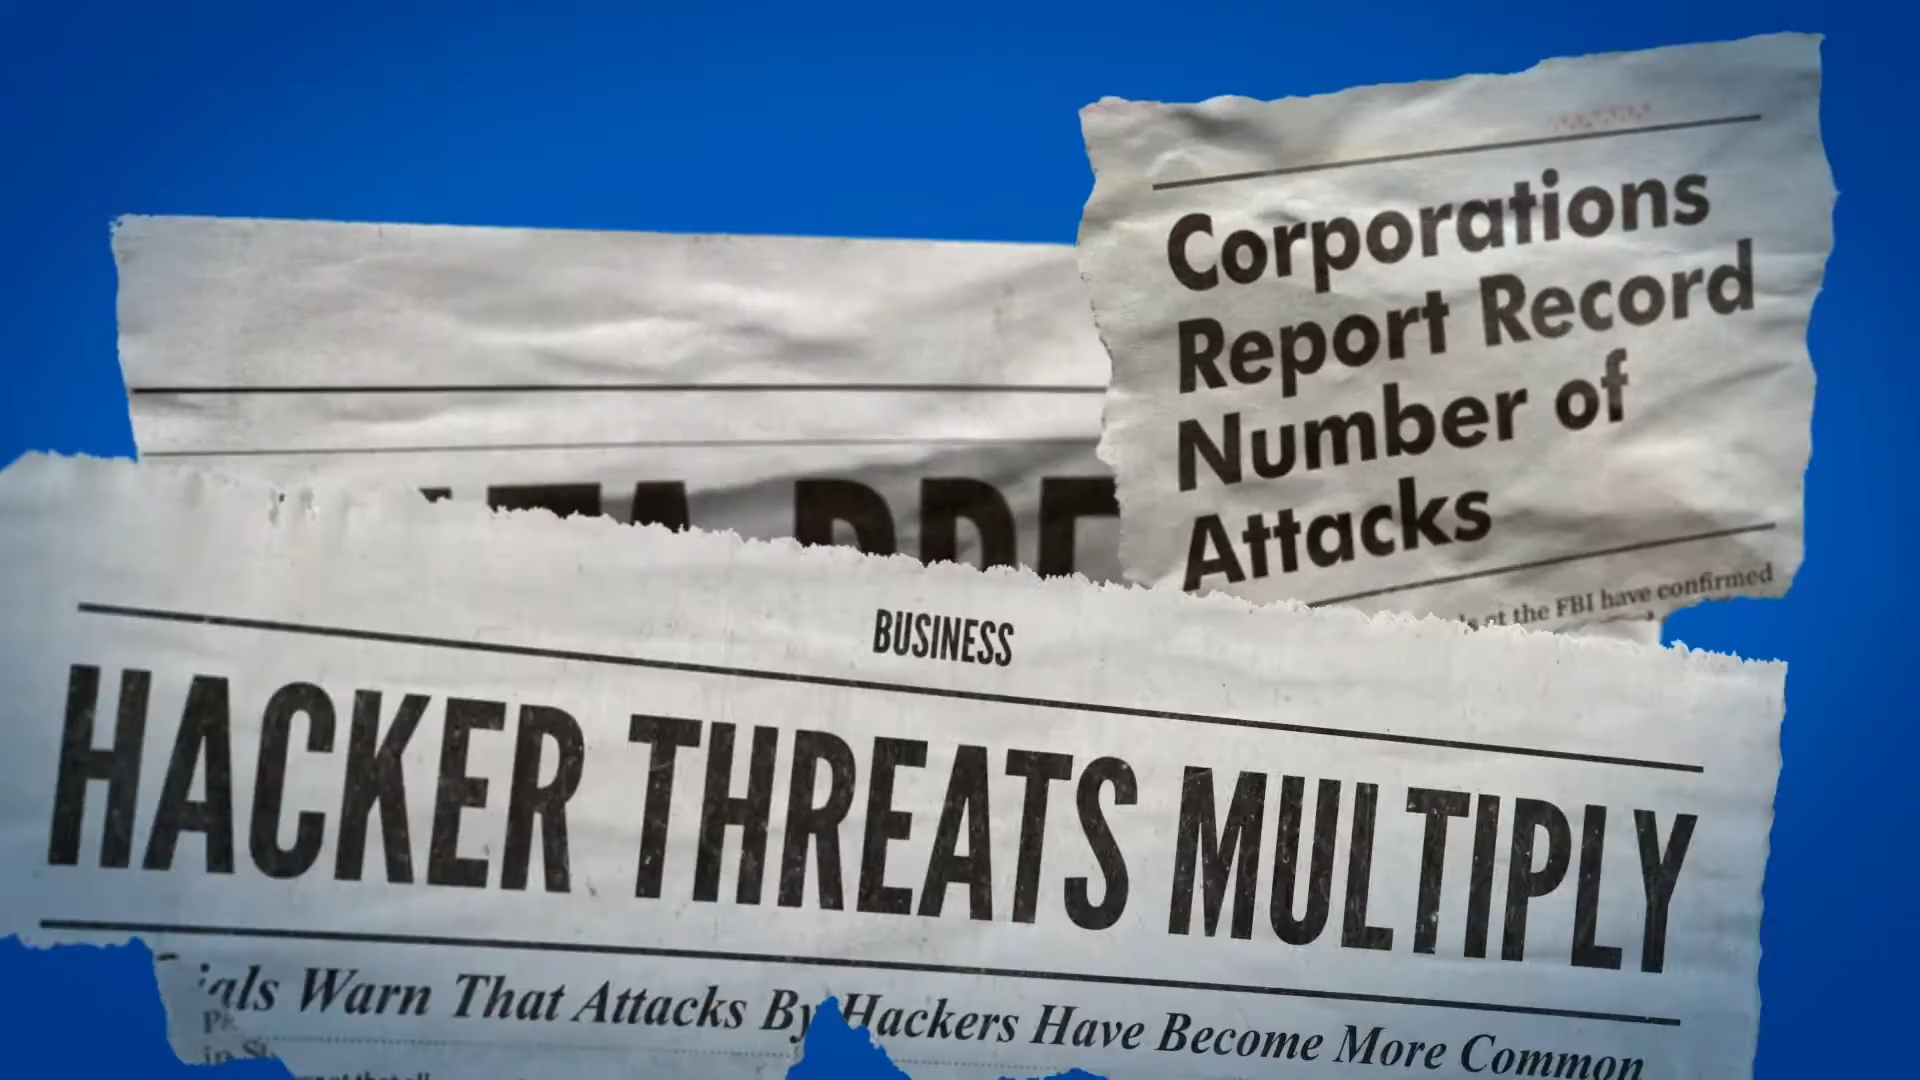 Corporations
Report Record
Number of
Attacks
at the FBI have confirmed
BUSINESS
HACKER THREATS MULTIPLY
Warn That Attacks By Hackers Have Become More Common